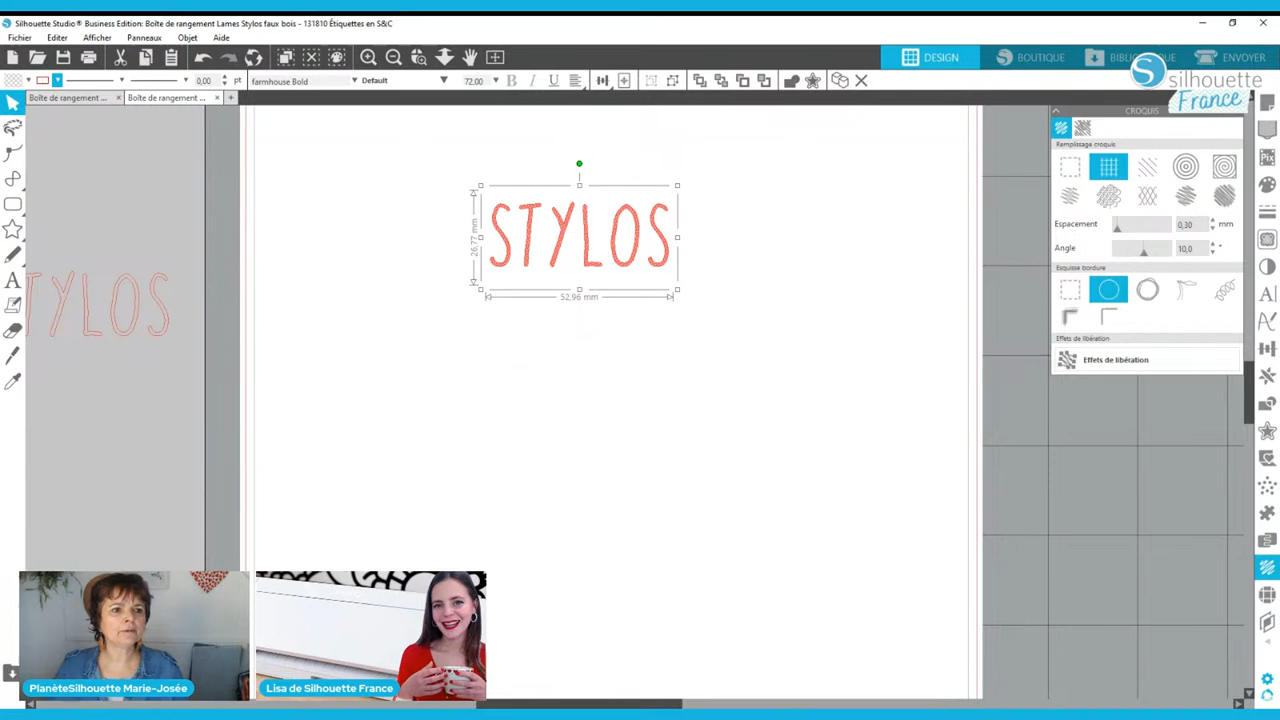 Silhouette Studio® Business Edition: Boîte de rangement Lames Stylos faux bois - 131810 Étiquettes en S&C
Fichier Editer Afficher Panneaux Objet Aide
DESIGN BOUTIQUE ENVOYER
silhouette
France
0,00 pt farmhouse Bold Default 72.00
Boîte de rangement ... Boîte de rangement ...
CROQUIS
Remplissage croquis
Espacement 0,30 mm
Angle 10,0 °
Esquisse bordure
Effets de libération
Effets de libération
STYLOS
26,77 mm
52,96 mm
TYLOS
PlanèteSilhouette Marie-Josée
Lisa de Silhouette France